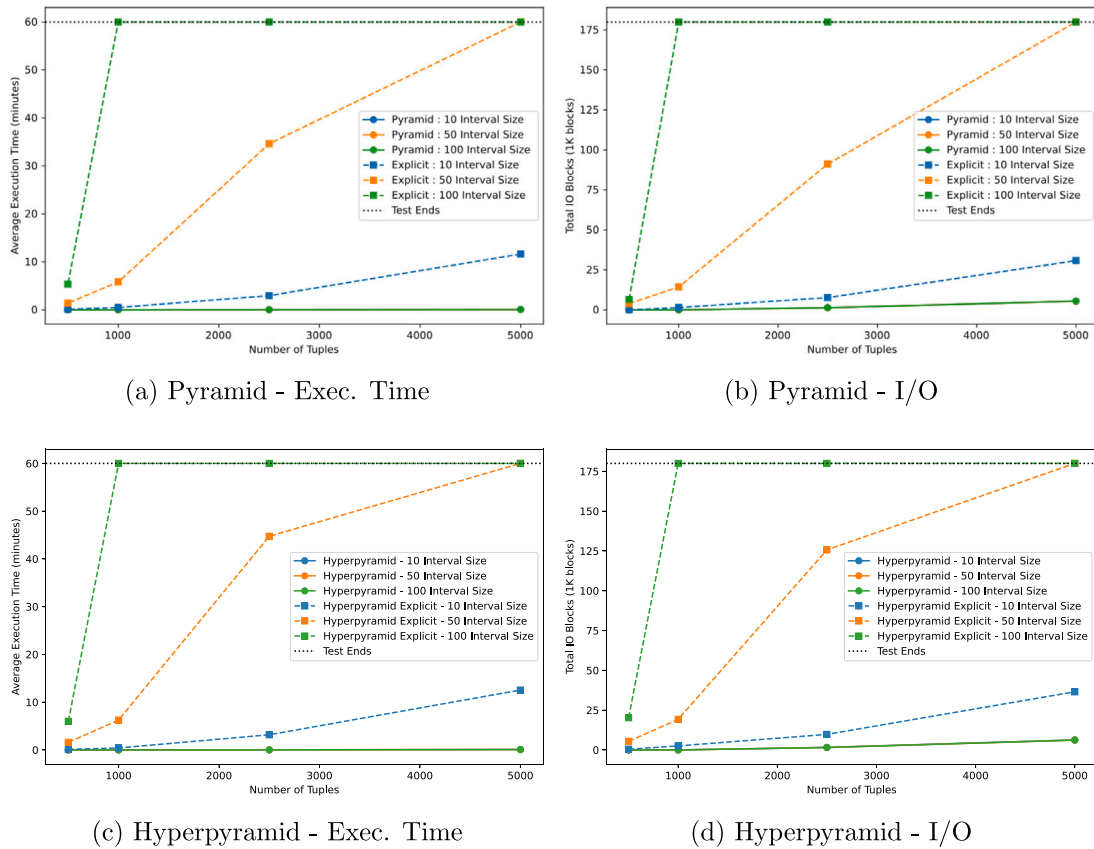 60
50
40
30
20
10
0
Average Execution Time (minutes)
1000
2000
3000
4000
5000
Number of Tuples
Pyramid : 10 Interval Size
Pyramid : 50 Interval Size
Pyramid : 100 Interval Size
Explicit : 10 Interval Size
Explicit : 50 Interval Size
Explicit : 100 Interval Size
Test Ends
(a) Pyramid - Exec. Time
175
150
125
100
75
50
25
0
Total IO Blocks (1K blocks)
1000
2000
3000
4000
5000
Number of Tuples
Pyramid : 10 Interval Size
Pyramid : 50 Interval Size
Pyramid : 100 Interval Size
Explicit : 10 Interval Size
Explicit : 50 Interval Size
Explicit : 100 Interval Size
Test Ends
(b) Pyramid - I/O
60
50
40
30
20
10
0
Average Execution Time (minutes)
1000
2000
3000
4000
5000
Number of Tuples
Hyperpyramid - 10 Interval Size
Hyperpyramid - 50 Interval Size
Hyperpyramid - 100 Interval Size
Hyperpyramid Explicit - 10 Interval Size
Hyperpyramid Explicit - 50 Interval Size
Hyperpyramid Explicit - 100 Interval Size
Test Ends
(c) Hyperpyramid - Exec. Time
175
150
125
100
75
50
25
0
Total IO Blocks (1K blocks)
1000
2000
3000
4000
5000
Number of Tuples
Hyperpyramid - 10 Interval Size
Hyperpyramid - 50 Interval Size
Hyperpyramid - 100 Interval Size
Hyperpyramid Explicit - 10 Interval Size
Hyperpyramid Explicit - 50 Interval Size
Hyperpyramid Explicit - 100 Interval Size
Test Ends
(d) Hyperpyramid - I/O